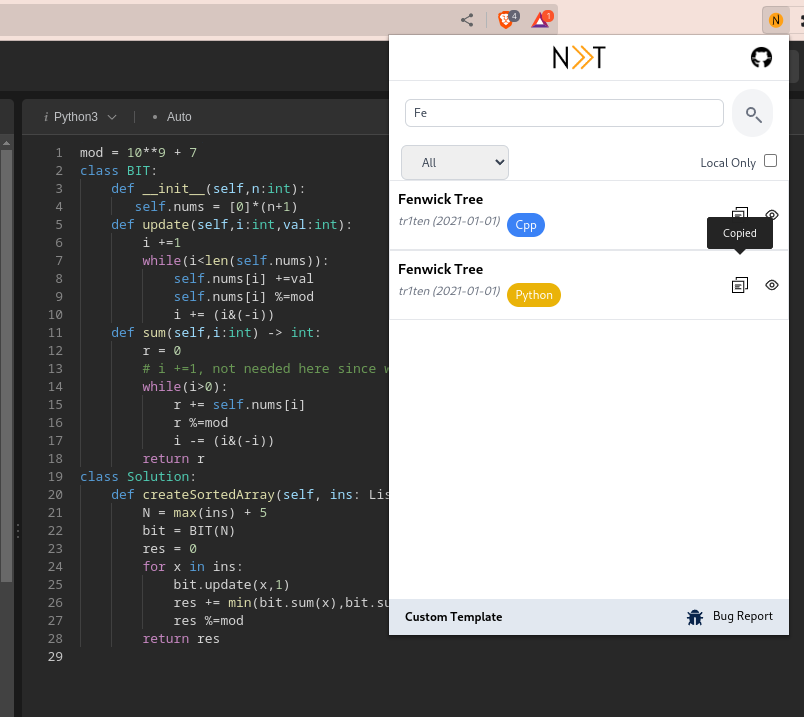 4
1
N
N>>T
Fe
All
Local Only
Fenwick Tree
tr1ten (2021-01-01) Cpp
Copied
Fenwick Tree
tr1ten (2021-01-01) Python
Custom Template
Bug Report
i Python3
• Auto
1 mod = 10**9 + 7
2 class BIT:
3 def __init__(self,n:int):
4 self.nums = [0]*(n+1)
5 def update(self,i:int,val:int):
6 i +=1
7 while(i<len(self.nums)):
8 self.nums[i] +=val
9 self.nums[i] %=mod
10 i += (i&(-i))
11 def sum(self,i:int) -> int:
12 r = 0
13 # i +=1, not needed here since w
14 while(i>0):
15 r += self.nums[i]
16 r %=mod
17 i -= (i&(-i))
18 return r
19 class Solution:
20 def createSortedArray(self, ins: Lis
21 N = max(ins) + 5
22 bit = BIT(N)
23 res = 0
24 for x in ins:
25 bit.update(x,1)
26 res += min(bit.sum(x),bit.su
27 res %=mod
28 return res
29